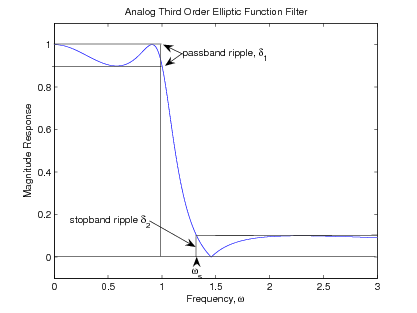 Analog Third Order Elliptic Function Filter
1
passband ripple, δ1
0.8
0.6
0.4
0.2
stopband ripple δ2
0
ωs
0
0.5
1
1.5
2
2.5
3
Magnitude Response
Frequency, ω